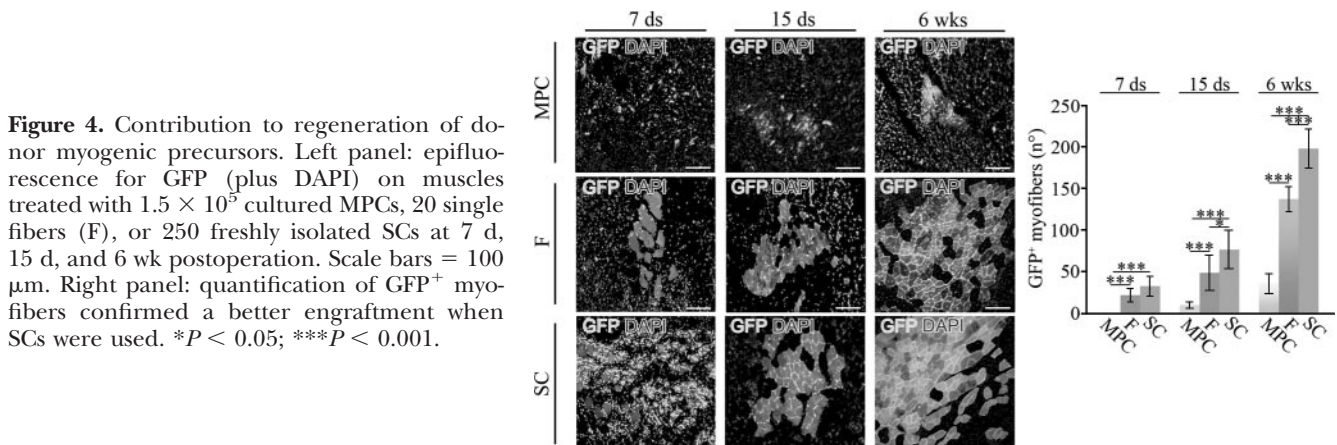 Figure 4. Contribution to regeneration of do-
nor myogenic precursors. Left panel: epifluo-
rescence for GFP (plus DAPI) on muscles
treated with 1.5 × 10⁵ cultured MPCs, 20 single
fibers (F), or 250 freshly isolated SCs at 7 d,
15 d, and 6 wk postoperation. Scale bars = 100
μm. Right panel: quantification of GFP⁺ myo-
fibers confirmed a better engraftment when
SCs were used. *P < 0.05; ***P < 0.001.
7 ds 15 ds 6 wks
MPC
GFP DAPI GFP DAPI GFP DAPI
F
GFP DAPI GFP DAPI GFP DAPI
SC
GFP DAPI GFP DAPI GFP DAPI
7 ds 15 ds 6 wks
GFP⁺ myofibers (n°)
250
200
150
100
50
0
*** ***
*** * ***
*** *** ***
MPC F SC MPC F SC MPC F SC